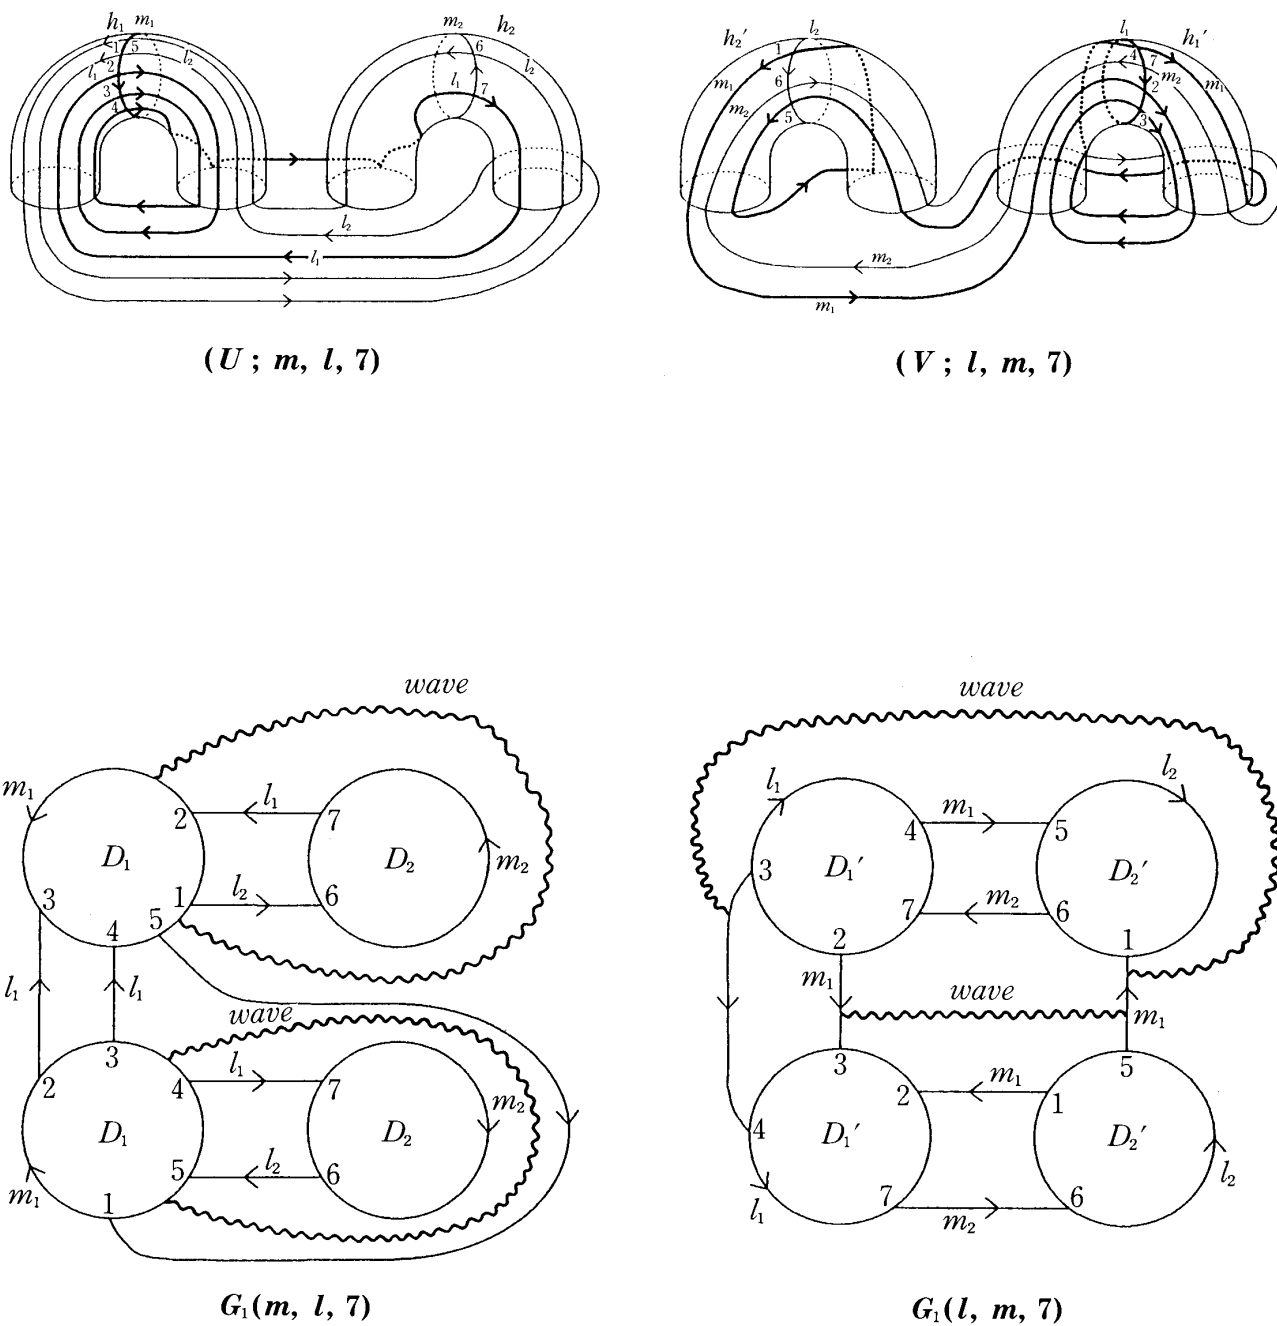 h₁ m₁
1 5
2 l₁ l₂
3
4
m₂ h₂
6 l₂
l₁ 7
l₂
l₁
(U ; m, l, 7)
h₂′ l₂
1
m₁ 6
m₂ 5
l₁ h₁′
4 7
2 m₂ m₁
3
m₂
m₁
(V ; l, m, 7)
wave
m₁ 2 l₁ 7
D₁ D₂ m₂
3 1 l₂ 6
4 5
l₁ l₁
wave
3
2 4 l₁ 7
D₁ D₂ m₂
5 l₂ 6
m₁ 1
G₁(m, l, 7)
wave
l₁ l₂
4 m₁ 5
3 D₁′ D₂′
7 m₂ 6
2 1
m₁ wave m₁
3 5
2 m₁ 1
4 D₁′ D₂′
l₁ 7 m₂ 6 l₂
G₁(l, m, 7)